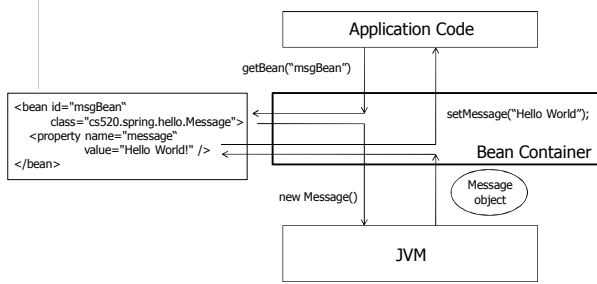 Application Code
getBean("msgBean")
<bean id="msgBean"
class="cs520.spring.hello.Message">
<property name="message"
value="Hello World!" />
</bean>
setMessage("Hello World");
Bean Container
new Message()
Message
object
JVM